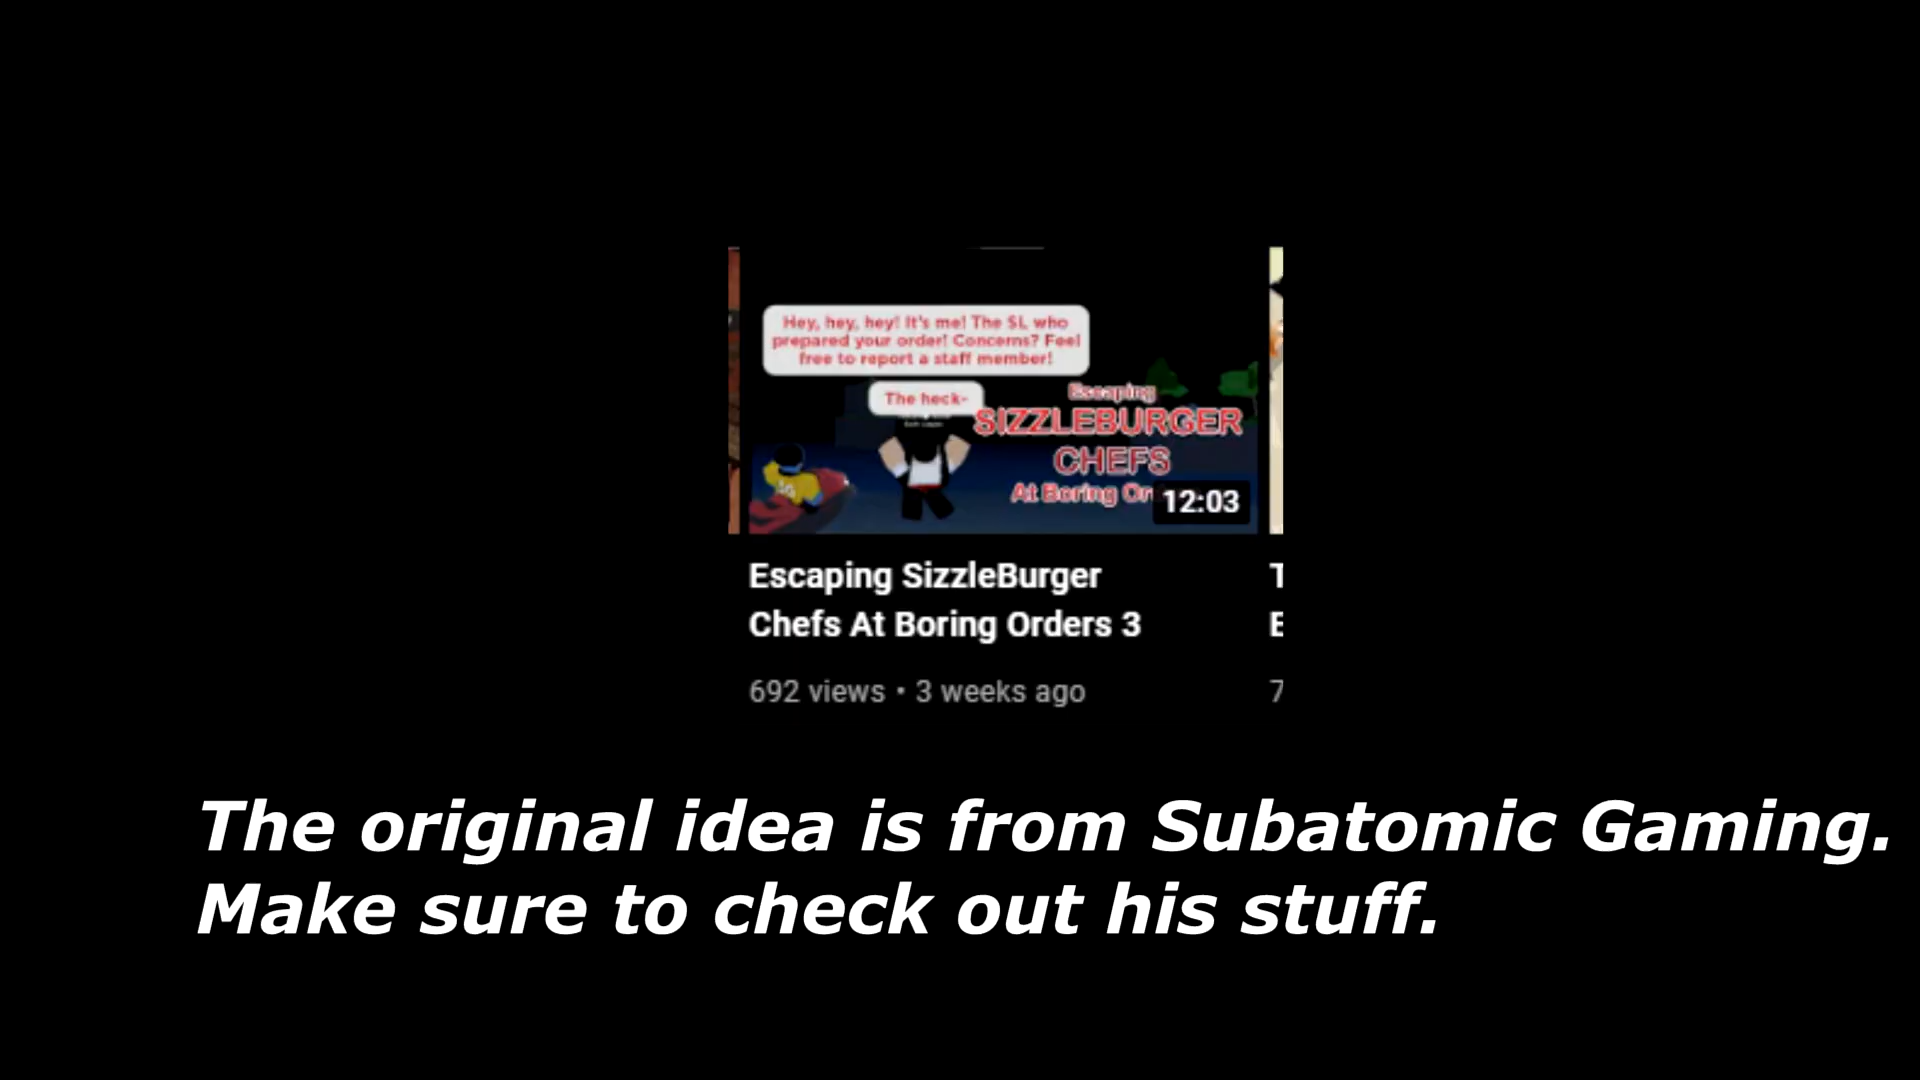 Hey, hey, hey! It's me! The SL who
prepared your order! Concerns? Feel
free to report a staff member!
The heck-
Escaping
SIZZLEBURGER
CHEFS
At Boring
12:03
Escaping SizzleBurger
Chefs At Boring Orders 3
692 views • 3 weeks ago
The original idea is from Subatomic Gaming.
Make sure to check out his stuff.